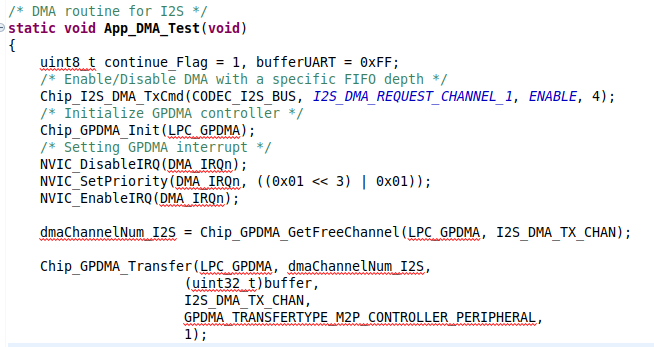 /* DMA routine for I2S */
static void App_DMA_Test(void)
{
    uint8_t continue_Flag = 1, bufferUART = 0xFF;
    /* Enable/Disable DMA with a specific FIFO depth */
    Chip_I2S_DMA_TxCmd(CODEC_I2S_BUS, I2S_DMA_REQUEST_CHANNEL_1, ENABLE, 4);
    /* Initialize GPDMA controller */
    Chip_GPDMA_Init(LPC_GPDMA);
    /* Setting GPDMA interrupt */
    NVIC_DisableIRQ(DMA_IRQn);
    NVIC_SetPriority(DMA_IRQn, ((0x01 << 3) | 0x01));
    NVIC_EnableIRQ(DMA_IRQn);
    dmaChannelNum_I2S = Chip_GPDMA_GetFreeChannel(LPC_GPDMA, I2S_DMA_TX_CHAN);
    Chip_GPDMA_Transfer(LPC_GPDMA, dmaChannelNum_I2S,
                      (uint32_t)buffer,
                      I2S_DMA_TX_CHAN,
                      GPDMA_TRANSFERTYPE_M2P_CONTROLLER_PERIPHERAL,
                      1);